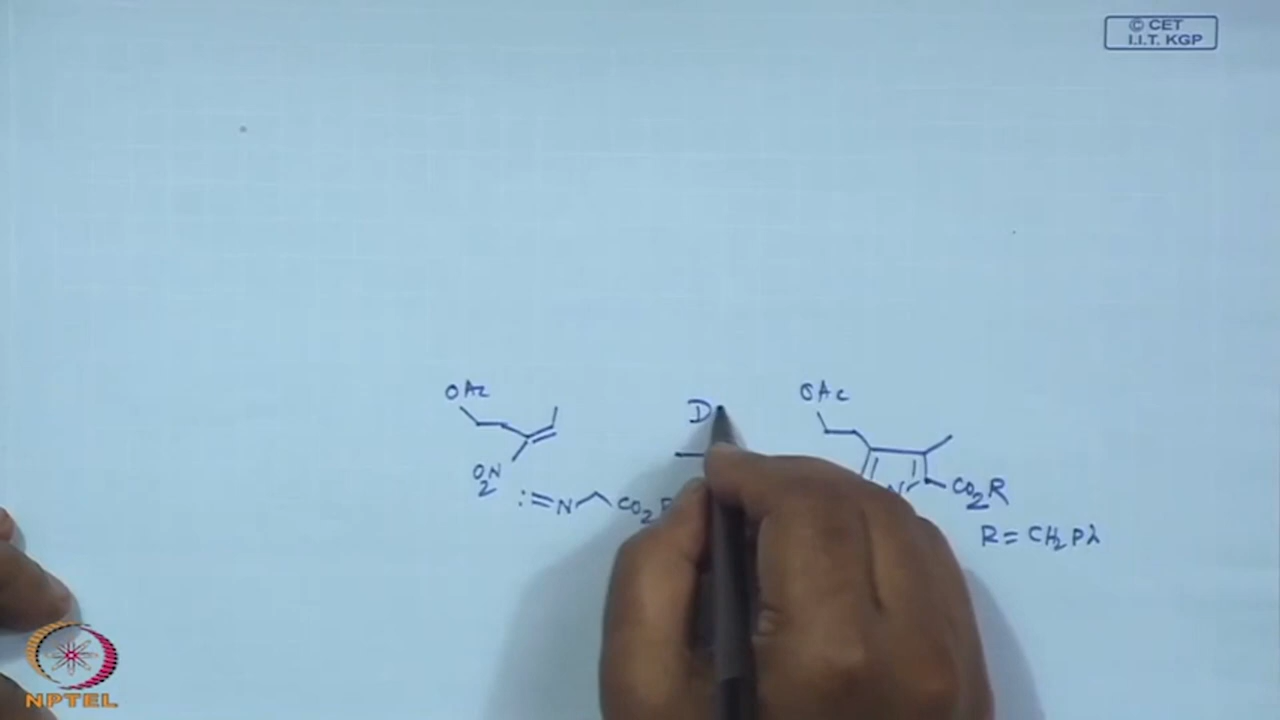 © CET
I.I.T. KGP
OAc
OAc
D
O2N
:=N
CO2
N
CO2R
R = CH2Ph
NPTEL